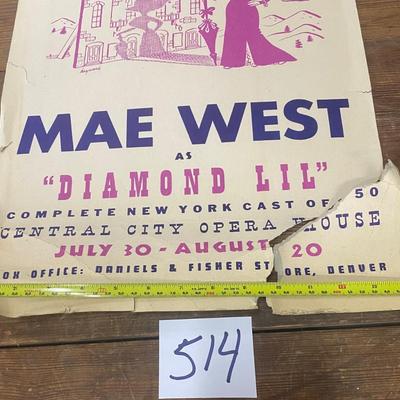 MAE WEST
AS
"DIAMOND LIL"
COMPLETE NEW YORK CAST OF 50
CENTRAL CITY OPERA HOUSE
JULY 30 - AUGUST 20
OX OFFICE: DANIELS & FISHER STORE, DENVER
514